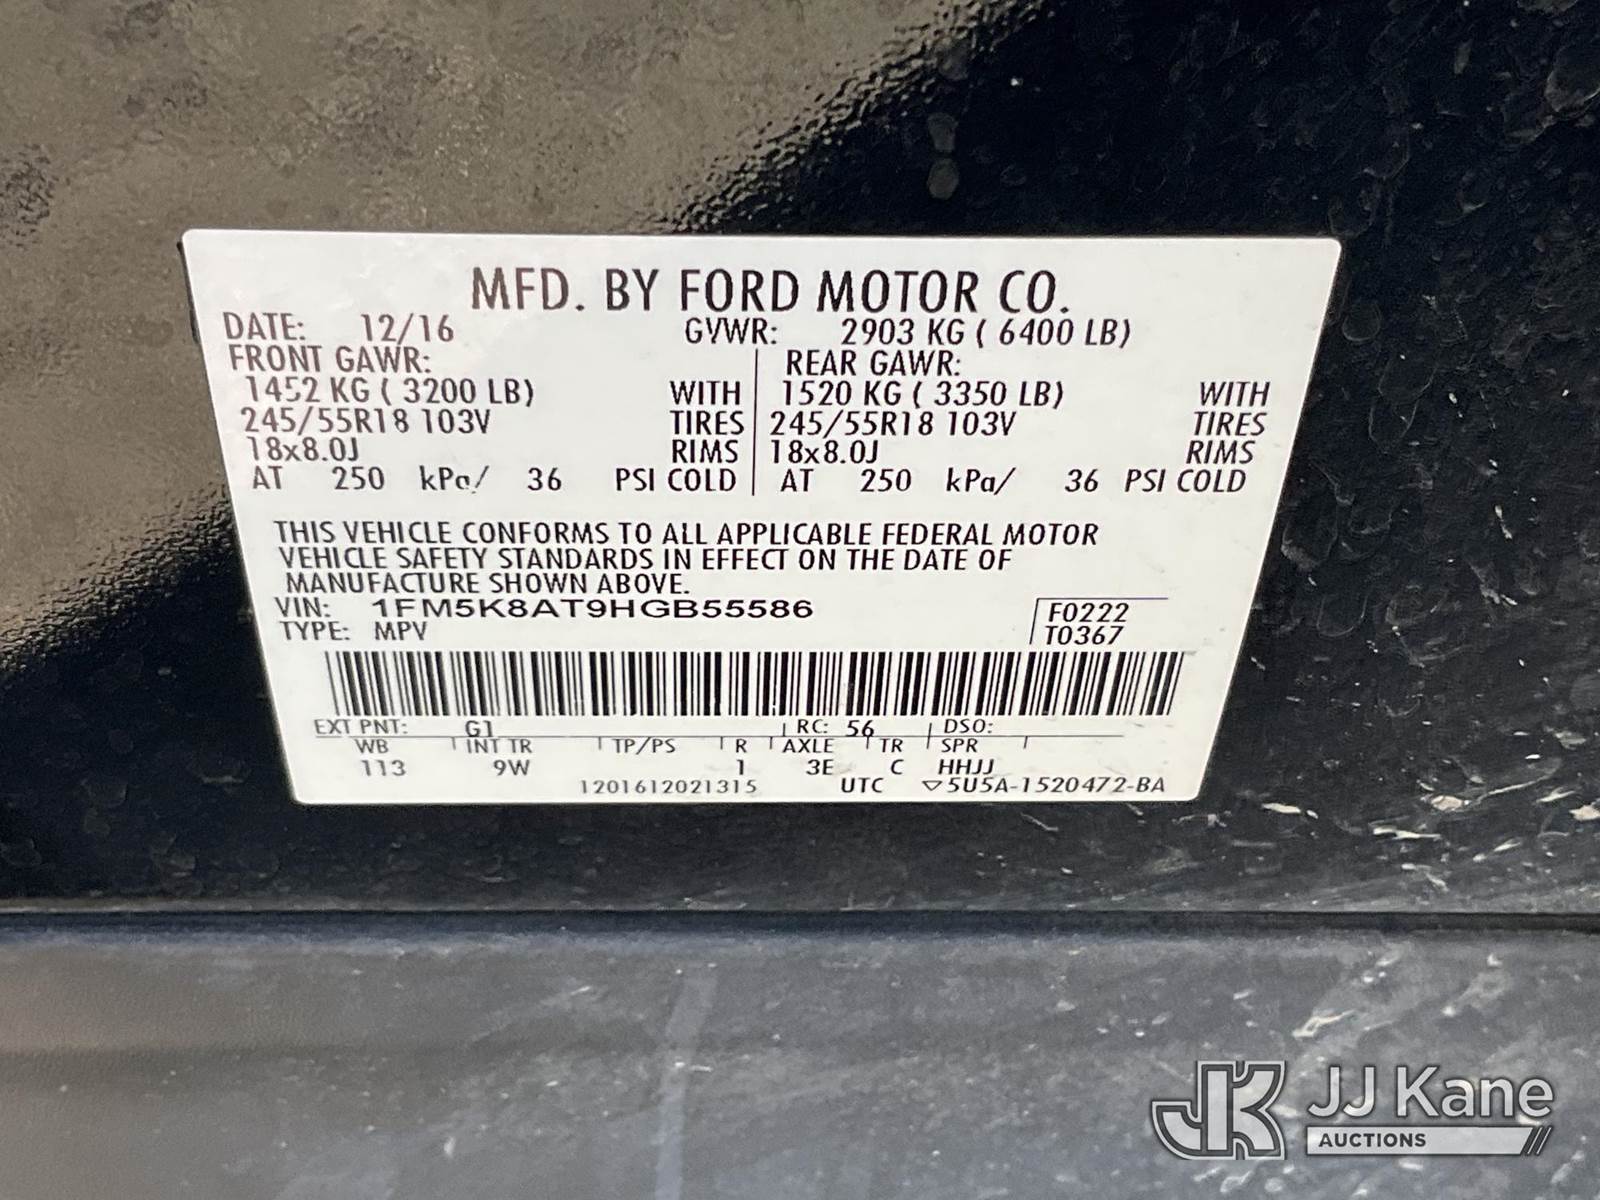 MFD. BY FORD MOTOR CO.
DATE: 12/16 GVWR: 2903 KG ( 6400 LB)
FRONT GAWR: REAR GAWR:
1452 KG ( 3200 LB) WITH 1520 KG ( 3350 LB) WITH
245/55R18 103V TIRES 245/55R18 103V TIRES
18x8.0J RIMS 18x8.0J RIMS
AT 250 kPa/ 36 PSI COLD AT 250 kPa/ 36 PSI COLD
THIS VEHICLE CONFORMS TO ALL APPLICABLE FEDERAL MOTOR
VEHICLE SAFETY STANDARDS IN EFFECT ON THE DATE OF
MANUFACTURE SHOWN ABOVE.
VIN: 1FM5K8AT9HGB55586 F0222
TYPE: MPV T0367
EXT PNT: G1 RC: 56 DSO:
WB INT TR TP/PS R AXLE TR SPR
113 9W 1 3E C HHJJ
1201612021315 UTC ▽5U5A-1520472-BA
JK JJ Kane
AUCTIONS